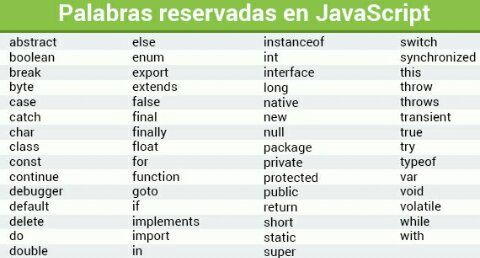 Palabras reservadas en JavaScript
abstract else instanceof switch
boolean enum int synchronized
break export interface this
byte extends long throw
case false native throws
catch final new transient
char finally null true
class float package try
const for private typeof
continue function protected var
debugger goto public void
default if return volatile
delete implements short while
do import static with
double in super